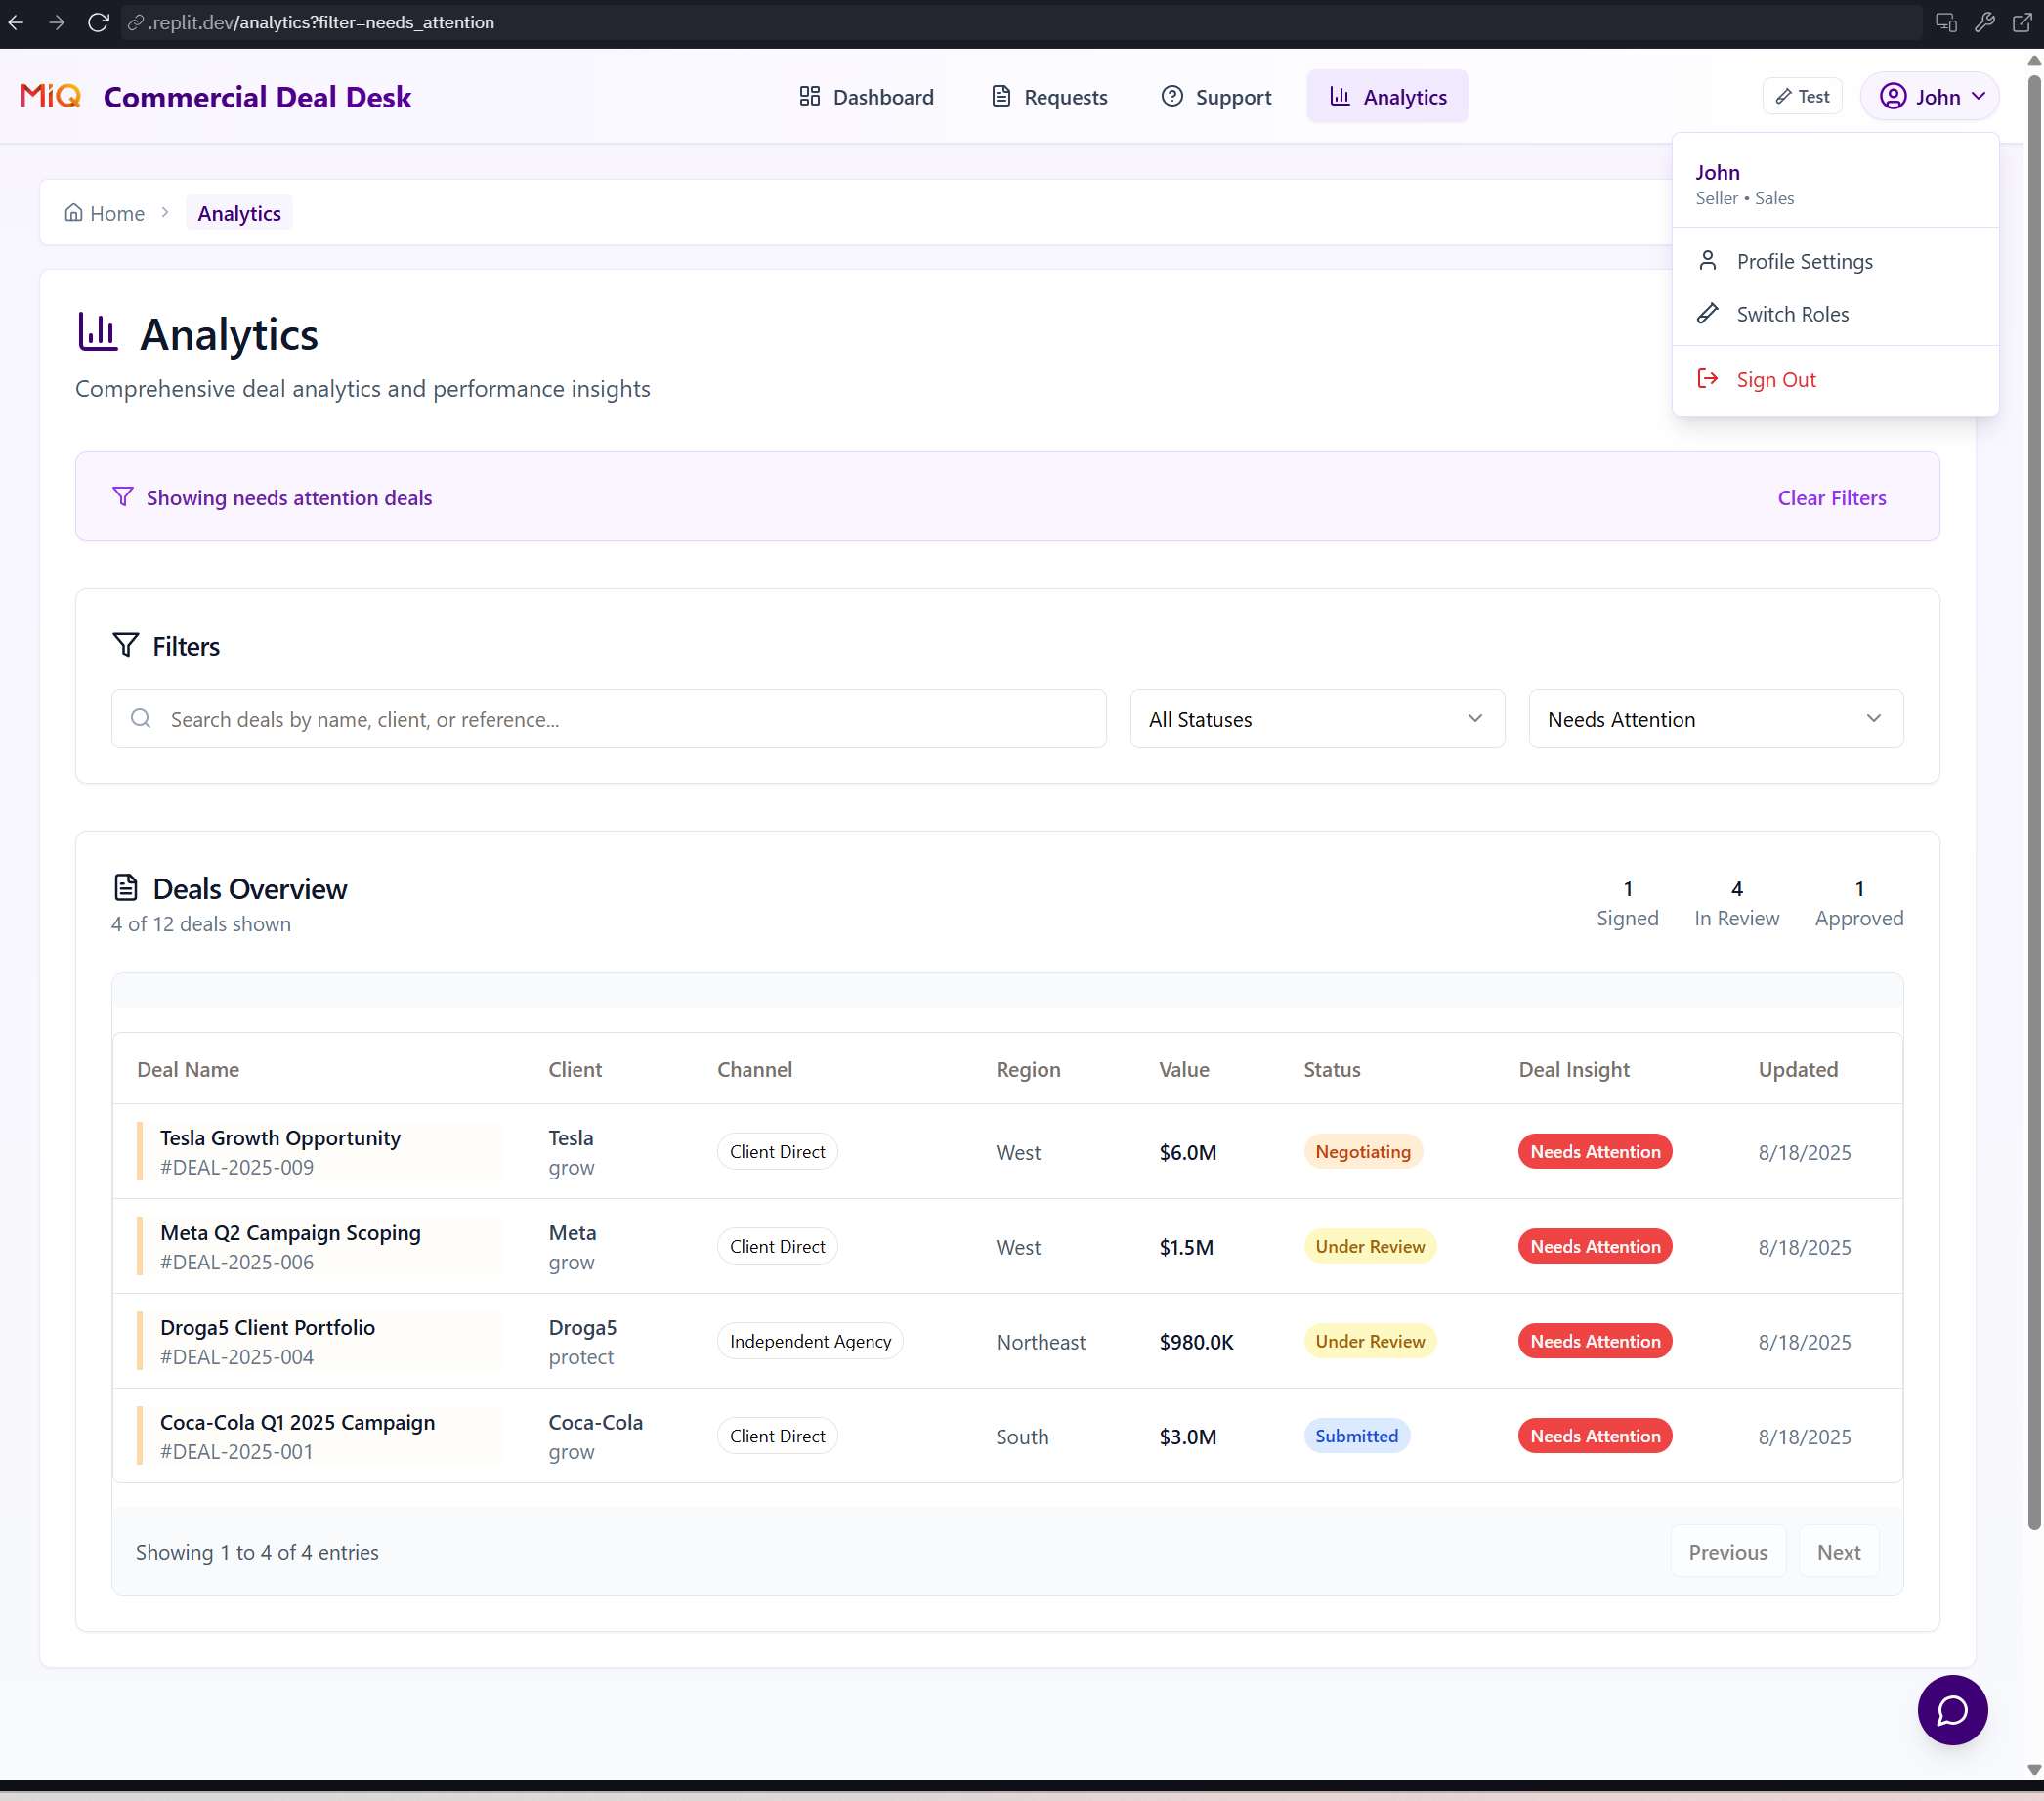 .replit.dev/analytics?filter=needs_attention
MiQ Commercial Deal Desk
Dashboard Requests Support Analytics
Test John
John
Seller • Sales
Profile Settings
Switch Roles
Sign Out
Home > Analytics
Analytics
Comprehensive deal analytics and performance insights
Showing needs attention deals Clear Filters
Filters
Search deals by name, client, or reference...
All Statuses
Needs Attention
Deals Overview
4 of 12 deals shown
1 4 1
Signed In Review Approved
Deal Name Client Channel Region Value Status Deal Insight Updated
Tesla Growth Opportunity
#DEAL-2025-009
Tesla
grow
Client Direct West $6.0M Negotiating Needs Attention 8/18/2025
Meta Q2 Campaign Scoping
#DEAL-2025-006
Meta
grow
Client Direct West $1.5M Under Review Needs Attention 8/18/2025
Droga5 Client Portfolio
#DEAL-2025-004
Droga5
protect
Independent Agency Northeast $980.0K Under Review Needs Attention 8/18/2025
Coca-Cola Q1 2025 Campaign
#DEAL-2025-001
Coca-Cola
grow
Client Direct South $3.0M Submitted Needs Attention 8/18/2025
Showing 1 to 4 of 4 entries
Previous Next